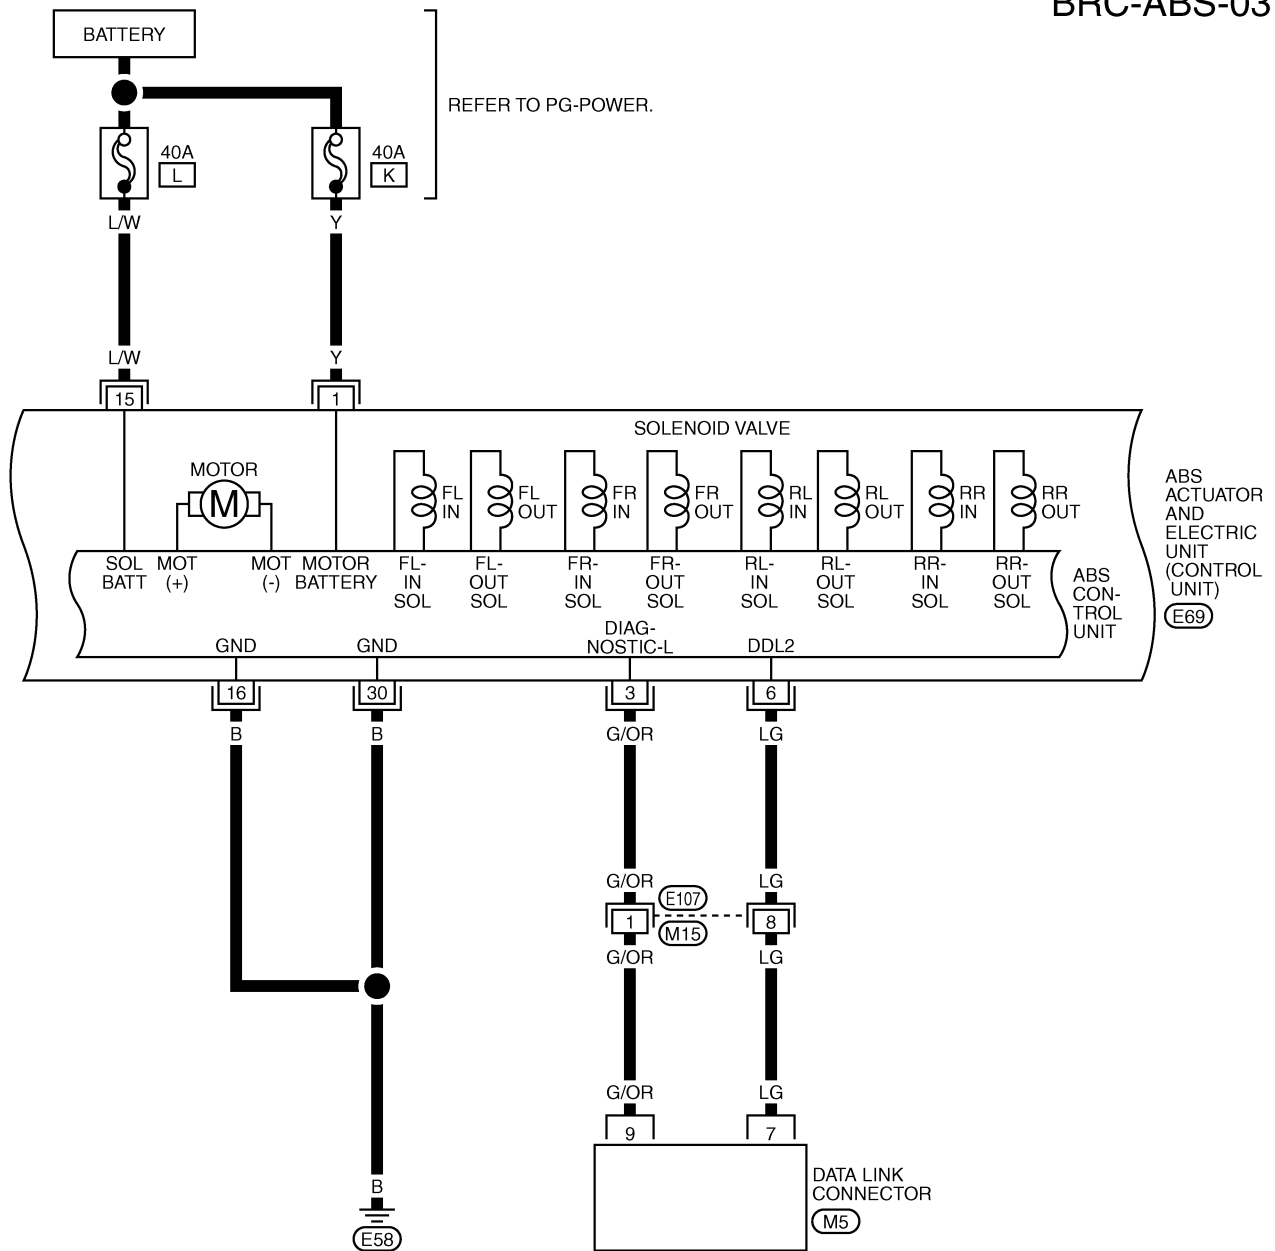 BRC-ABS-03
BATTERY
REFER TO PG-POWER.
40A
L
40A
K
L/W
Y
L/W
Y
15
1
SOLENOID VALVE
MOTOR
M
FL
IN
FL
OUT
FR
IN
FR
OUT
RL
IN
RL
OUT
RR
IN
RR
OUT
SOL
BATT
MOT
(+)
MOT
(-)
MOTOR
BATTERY
FL-
IN
SOL
FL-
OUT
SOL
FR-
IN
SOL
FR-
OUT
SOL
RL-
IN
SOL
RL-
OUT
SOL
RR-
IN
SOL
RR-
OUT
SOL
ABS
CON-
TROL
UNIT
ABS
ACTUATOR
AND
ELECTRIC
UNIT
(CONTROL
UNIT)
E69
GND
GND
DIAG-
NOSTIC-L
DDL2
16
30
3
6
B
B
G/OR
LG
G/OR
LG
E107
1
8
M15
G/OR
LG
G/OR
LG
9
7
DATA LINK
CONNECTOR
M5
B
E58